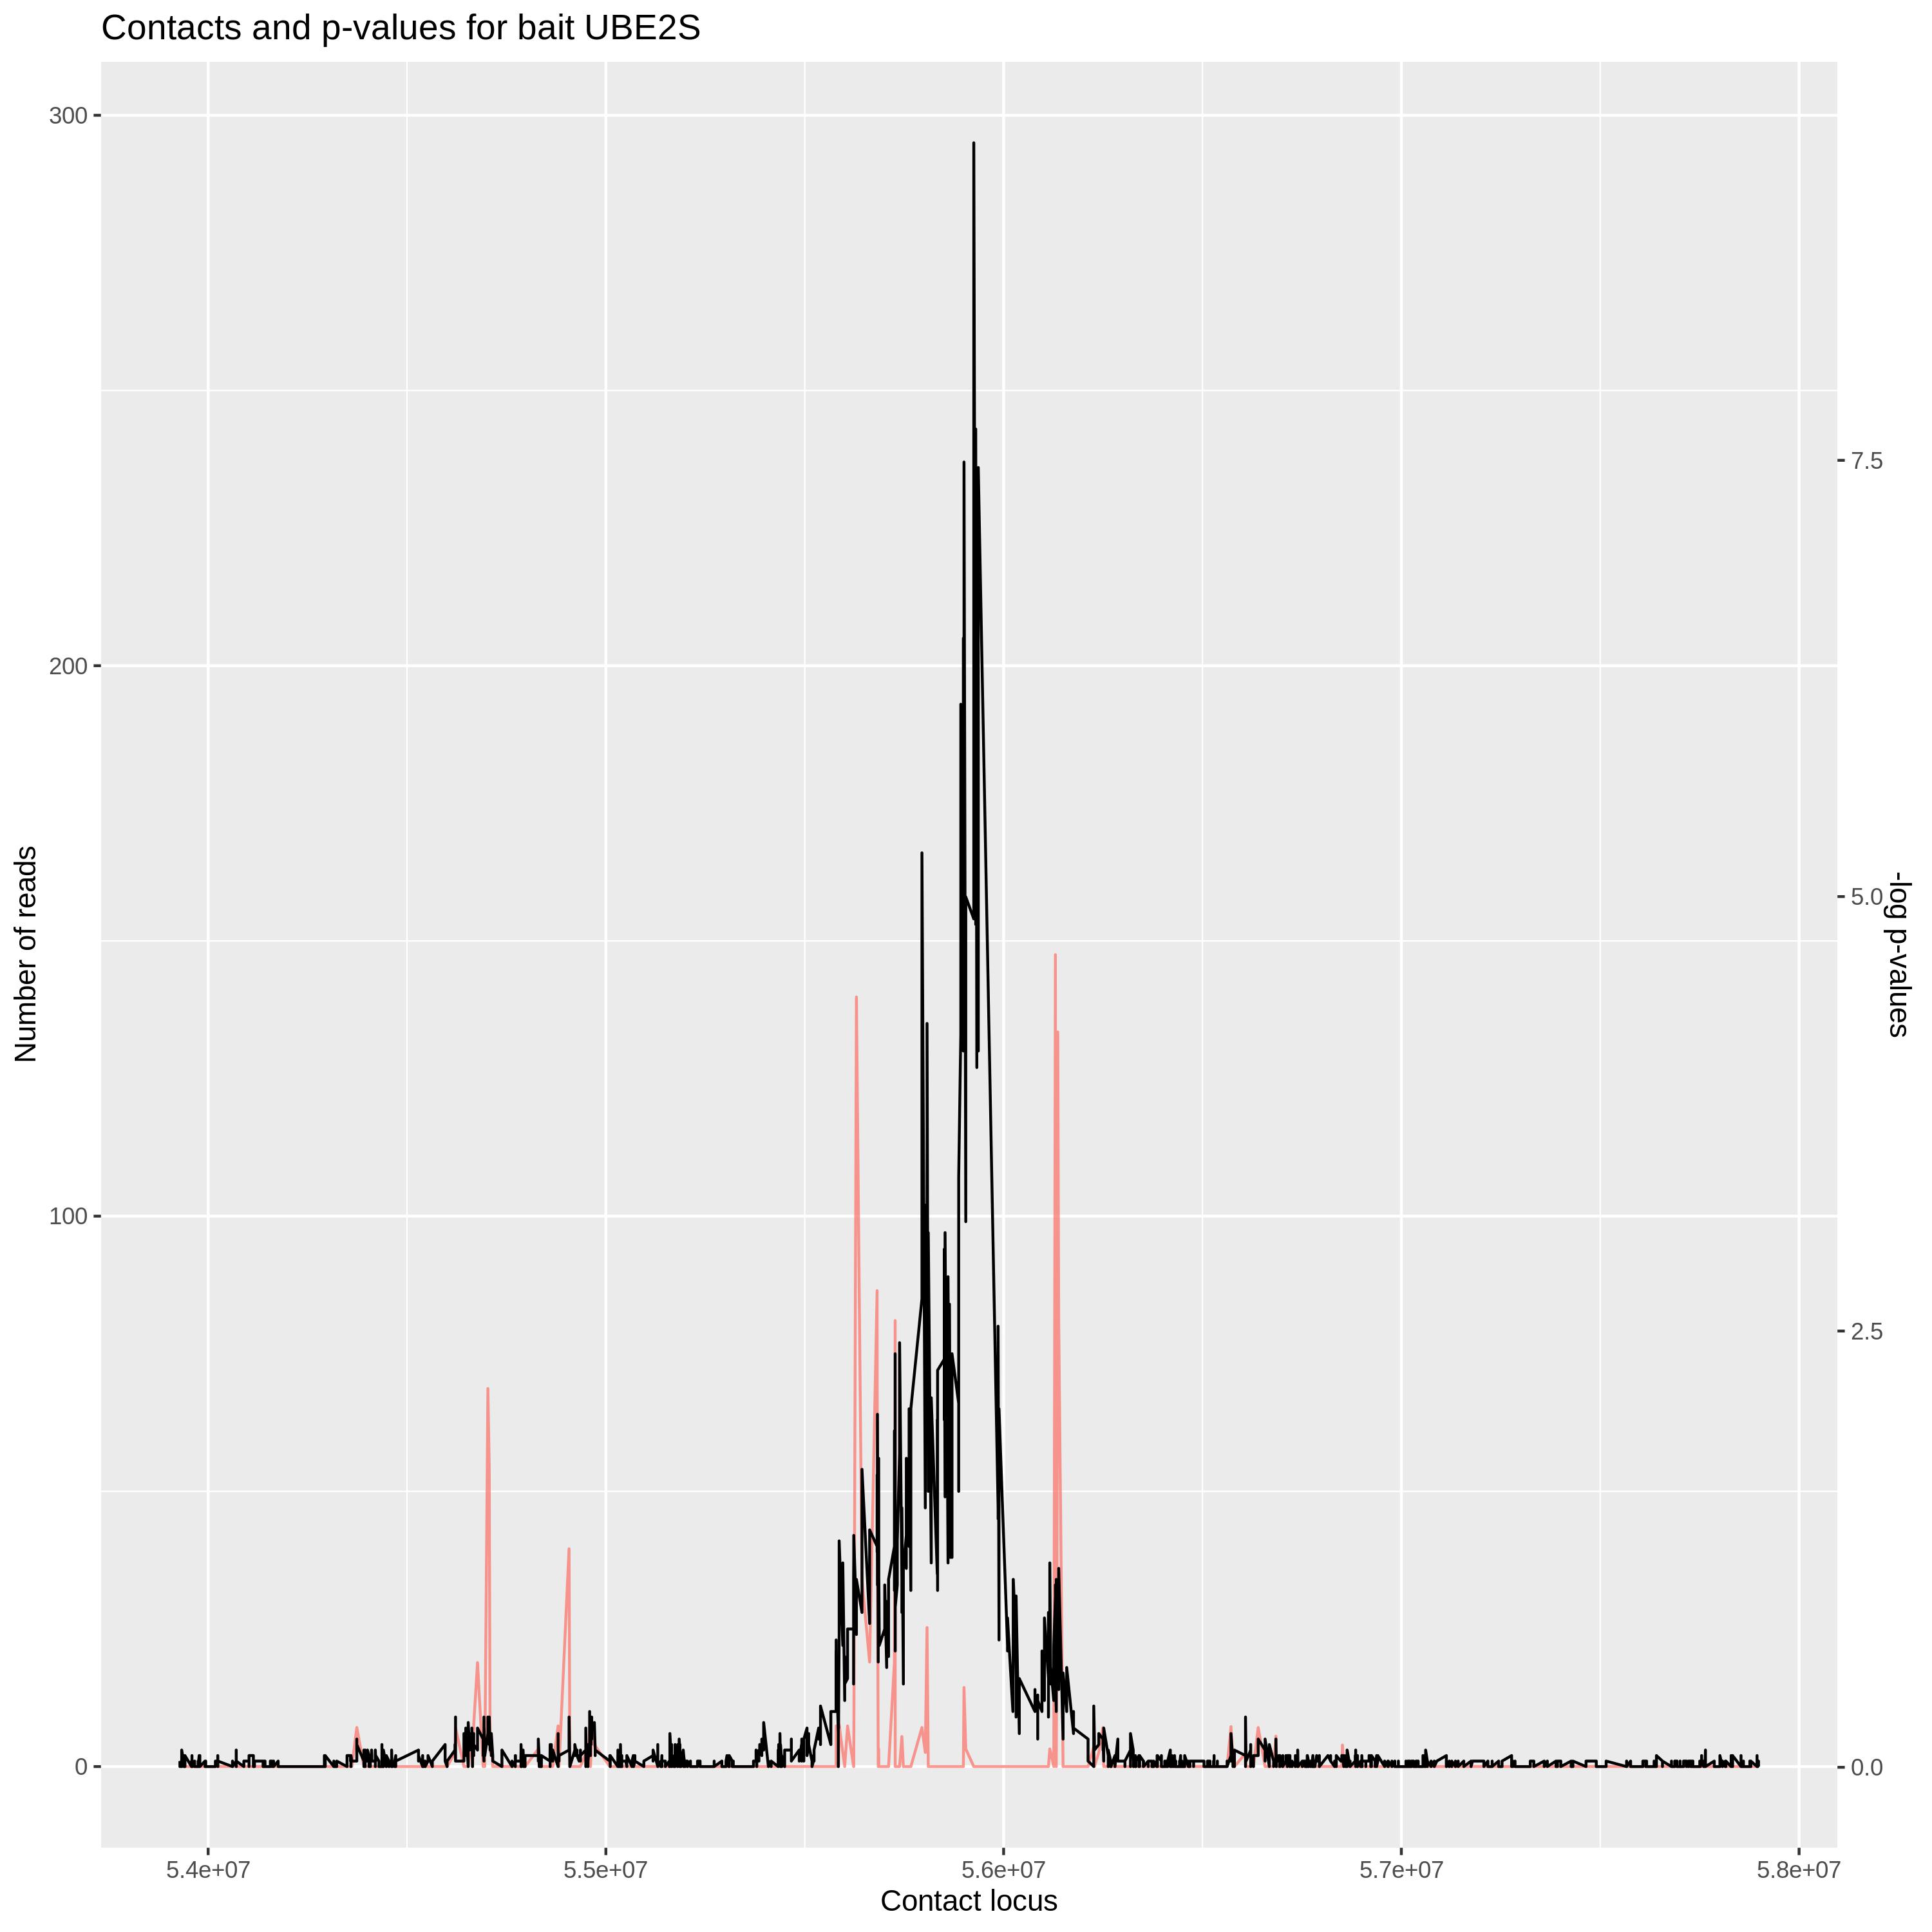 Contacts and p-values for bait UBE2S
300
200
100
0
Number of reads
7.5
5.0
2.5
0.0
-log p-values
5.4e+07
5.5e+07
5.6e+07
5.7e+07
5.8e+07
Contact locus